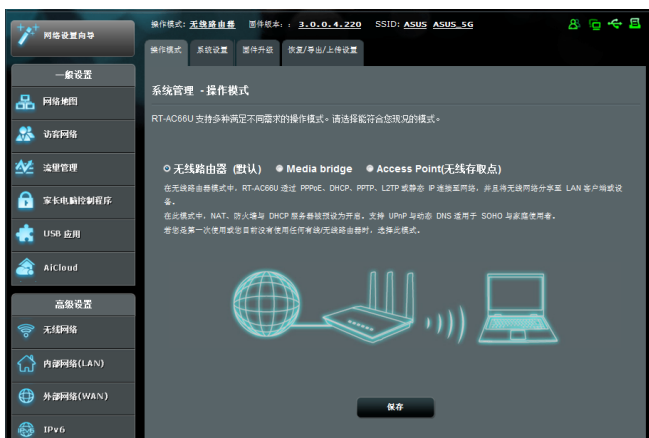 网络设置向导
操作模式: 无线路由器 固件版本: : 3.0.0.4.220 SSID: ASUS ASUS_5G
操作模式 系统设置 固件升级 恢复/导出/上传设置
一般设置
网络地图
访客网络
流量管理
家长电脑控制程序
USB 应用
AiCloud
高级设置
无线网络
内部网络(LAN)
外部网络(WAN)
IPv6
系统管理 - 操作模式
RT-AC66U 支持多种满足不同需求的操作模式。请选择能符合您现况的模式。
无线路由器 (默认) Media bridge Access Point(无线存取点)
在无线路由器模式中, RT-AC66U 透过 PPPoE、DHCP、PPTP、L2TP 或静态 IP 连接至网络, 并且将无线网络分享至 LAN 客户端或设
备。
在此模式中, NAT、防火墙与 DHCP 服务器被预设为开启。支持 UPnP 与动态 DNS 适用于 SOHO 与家庭使用者。
若您是第一次使用或您目前没有使用任何有线/无线路由器时, 选择此模式。
保存